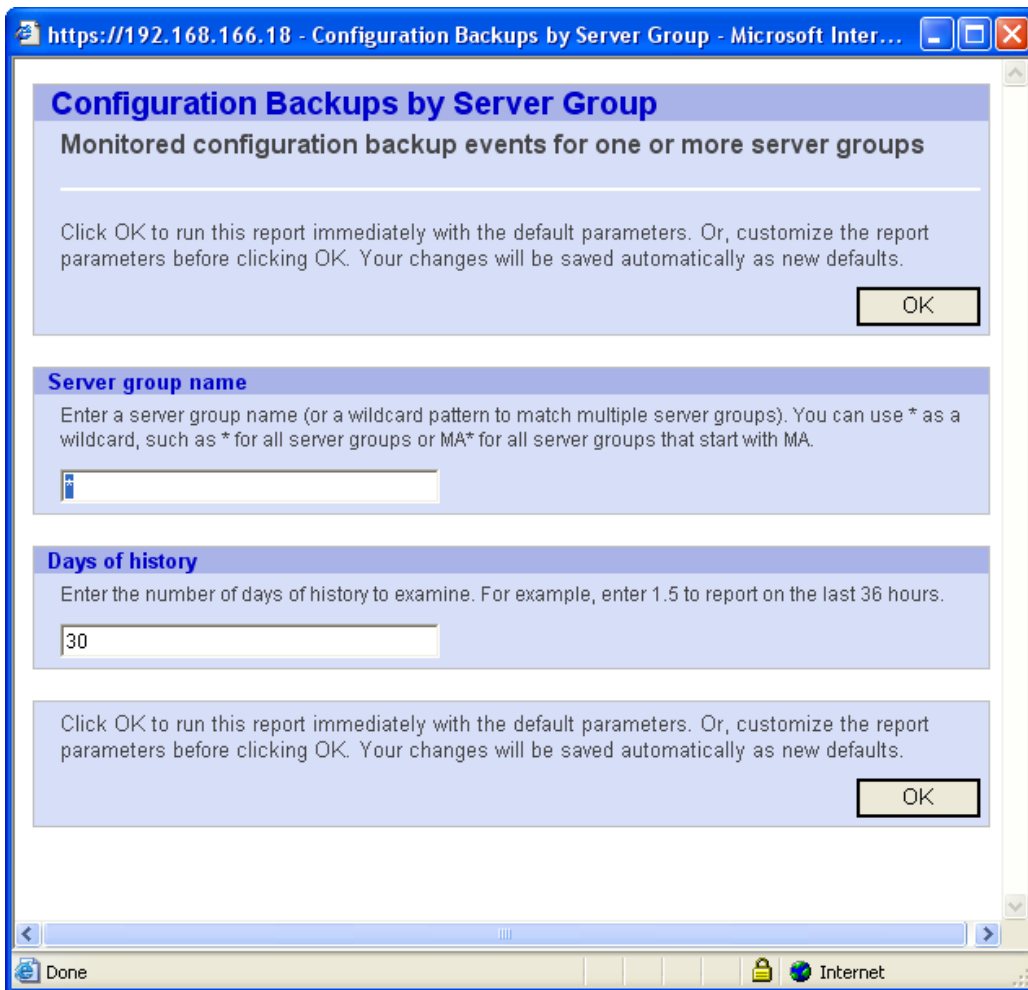 https://192.168.166.18 - Configuration Backups by Server Group - Microsoft Inter...
Configuration Backups by Server Group
Monitored configuration backup events for one or more server groups
Click OK to run this report immediately with the default parameters. Or, customize the report
parameters before clicking OK. Your changes will be saved automatically as new defaults.
OK
Server group name
Enter a server group name (or a wildcard pattern to match multiple server groups). You can use * as a
wildcard, such as * for all server groups or MA* for all server groups that start with MA.
*
Days of history
Enter the number of days of history to examine. For example, enter 1.5 to report on the last 36 hours.
30
Click OK to run this report immediately with the default parameters. Or, customize the report
parameters before clicking OK. Your changes will be saved automatically as new defaults.
OK
Done
Internet